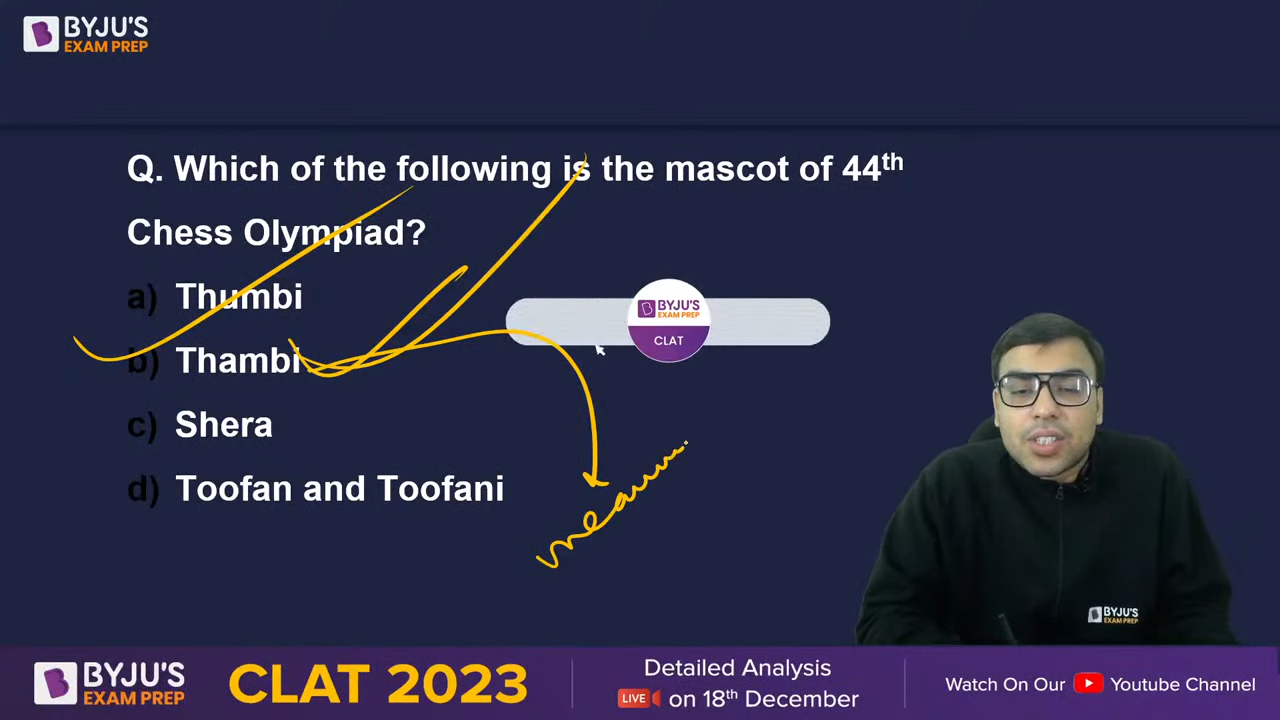 BYJU'S
EXAM PREP
Q. Which of the following is the mascot of 44th
Chess Olympiad?
a) Thumbi
b) Thambi
c) Shera
d) Toofan and Toofani
BYJU'S
EXAM PREP
CLAT
BYJU'S
EXAM PREP
BYJU'S
EXAM PREP
CLAT 2023
Detailed Analysis
LIVE on 18th December
Watch On Our Youtube Channel